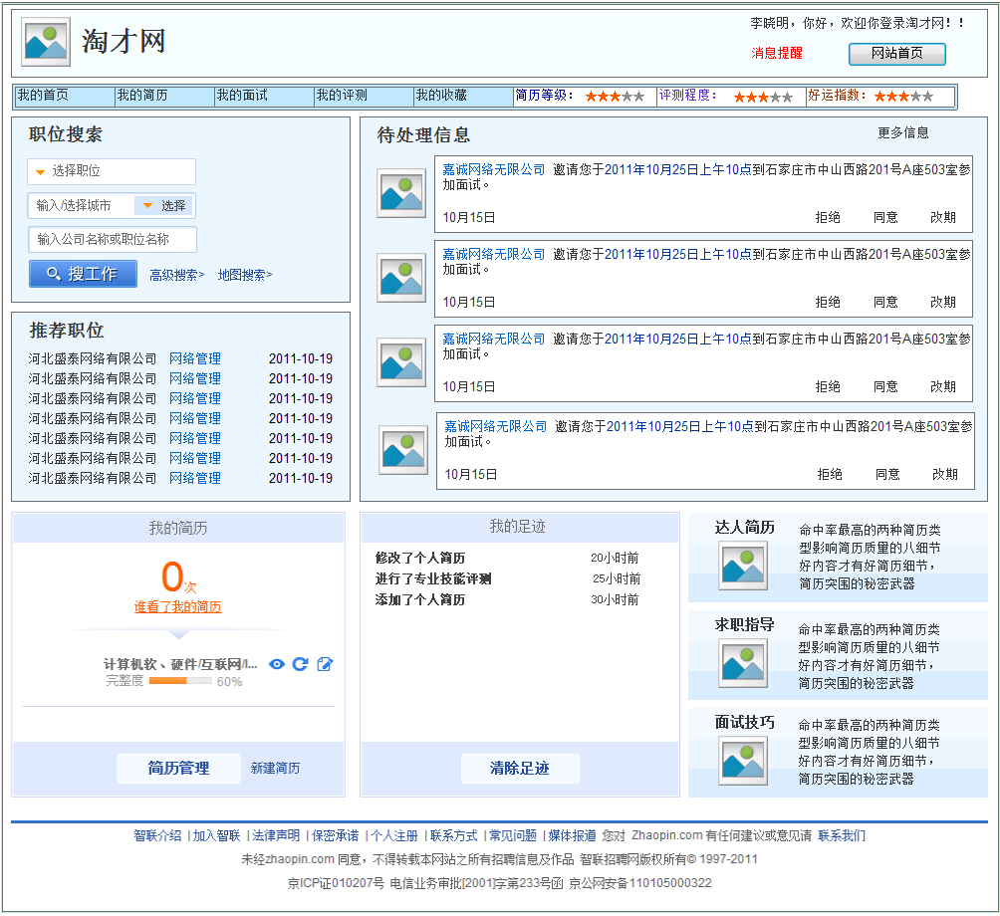 李晓明，你好，欢迎你登录淘才网！！
淘才网
消息提醒 网站首页
我的首页 我的简历 我的面试 我的评测 我的收藏 简历等级： ★★★★★ 评测程度： ★★★★★ 好运指数：★★★★★
职位搜索
选择职位
输入/选择城市 选择
输入公司名称或职位名称
搜工作 高级搜索> 地图搜索>
推荐职位
河北盛泰网络有限公司 网络管理 2011-10-19
河北盛泰网络有限公司 网络管理 2011-10-19
河北盛泰网络有限公司 网络管理 2011-10-19
河北盛泰网络有限公司 网络管理 2011-10-19
河北盛泰网络有限公司 网络管理 2011-10-19
河北盛泰网络有限公司 网络管理 2011-10-19
河北盛泰网络有限公司 网络管理 2011-10-19
待处理信息 更多信息
嘉诚网络无限公司 邀请您于2011年10月25日上午10点到石家庄市中山西路201号A座503室参
加面试。
10月15日 拒绝 同意 改期
嘉诚网络无限公司 邀请您于2011年10月25日上午10点到石家庄市中山西路201号A座503室参
加面试。
10月15日 拒绝 同意 改期
嘉诚网络无限公司 邀请您于2011年10月25日上午10点到石家庄市中山西路201号A座503室参
加面试。
10月15日 拒绝 同意 改期
嘉诚网络无限公司 邀请您于2011年10月25日上午10点到石家庄市中山西路201号A座503室参
加面试。
10月15日 拒绝 同意 改期
我的简历
0次
谁看了我的简历
计算机软、硬件/互联网/I...
完整度 60%
简历管理 新建简历
我的足迹
修改了个人简历 20小时前
进行了专业技能评测 25小时前
添加了个人简历 30小时前
清除足迹
达人简历
命中率最高的两种简历类
型影响简历质量的八细节
好内容才有好简历细节，
简历突围的秘密武器
求职指导
命中率最高的两种简历类
型影响简历质量的八细节
好内容才有好简历细节，
简历突围的秘密武器
面试技巧
命中率最高的两种简历类
型影响简历质量的八细节
好内容才有好简历细节，
简历突围的秘密武器
智联介绍 |加入智联 |法律声明 |保密承诺 |个人注册 |联系方式 |常见问题 |媒体报道 您对 Zhaopin.com 有任何建议或意见请 联系我们
未经zhaopin.com 同意，不得转载本网站之所有招聘信息及作品 智联招聘网版权所有© 1997-2011
京ICP证010207号 电信业务审批[2001]字第233号函 京公网安备110105000322